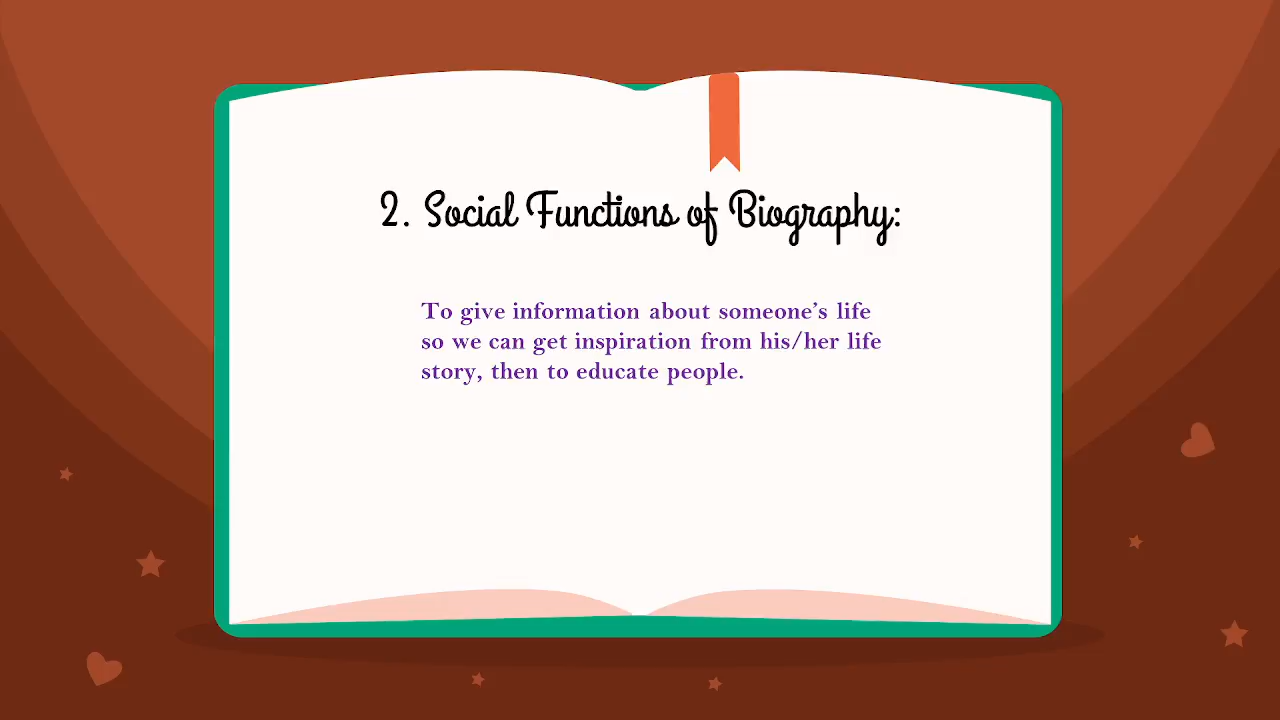 2. Social Functions of Biography:
To give information about someone’s life
so we can get inspiration from his/her life
story, then to educate people.